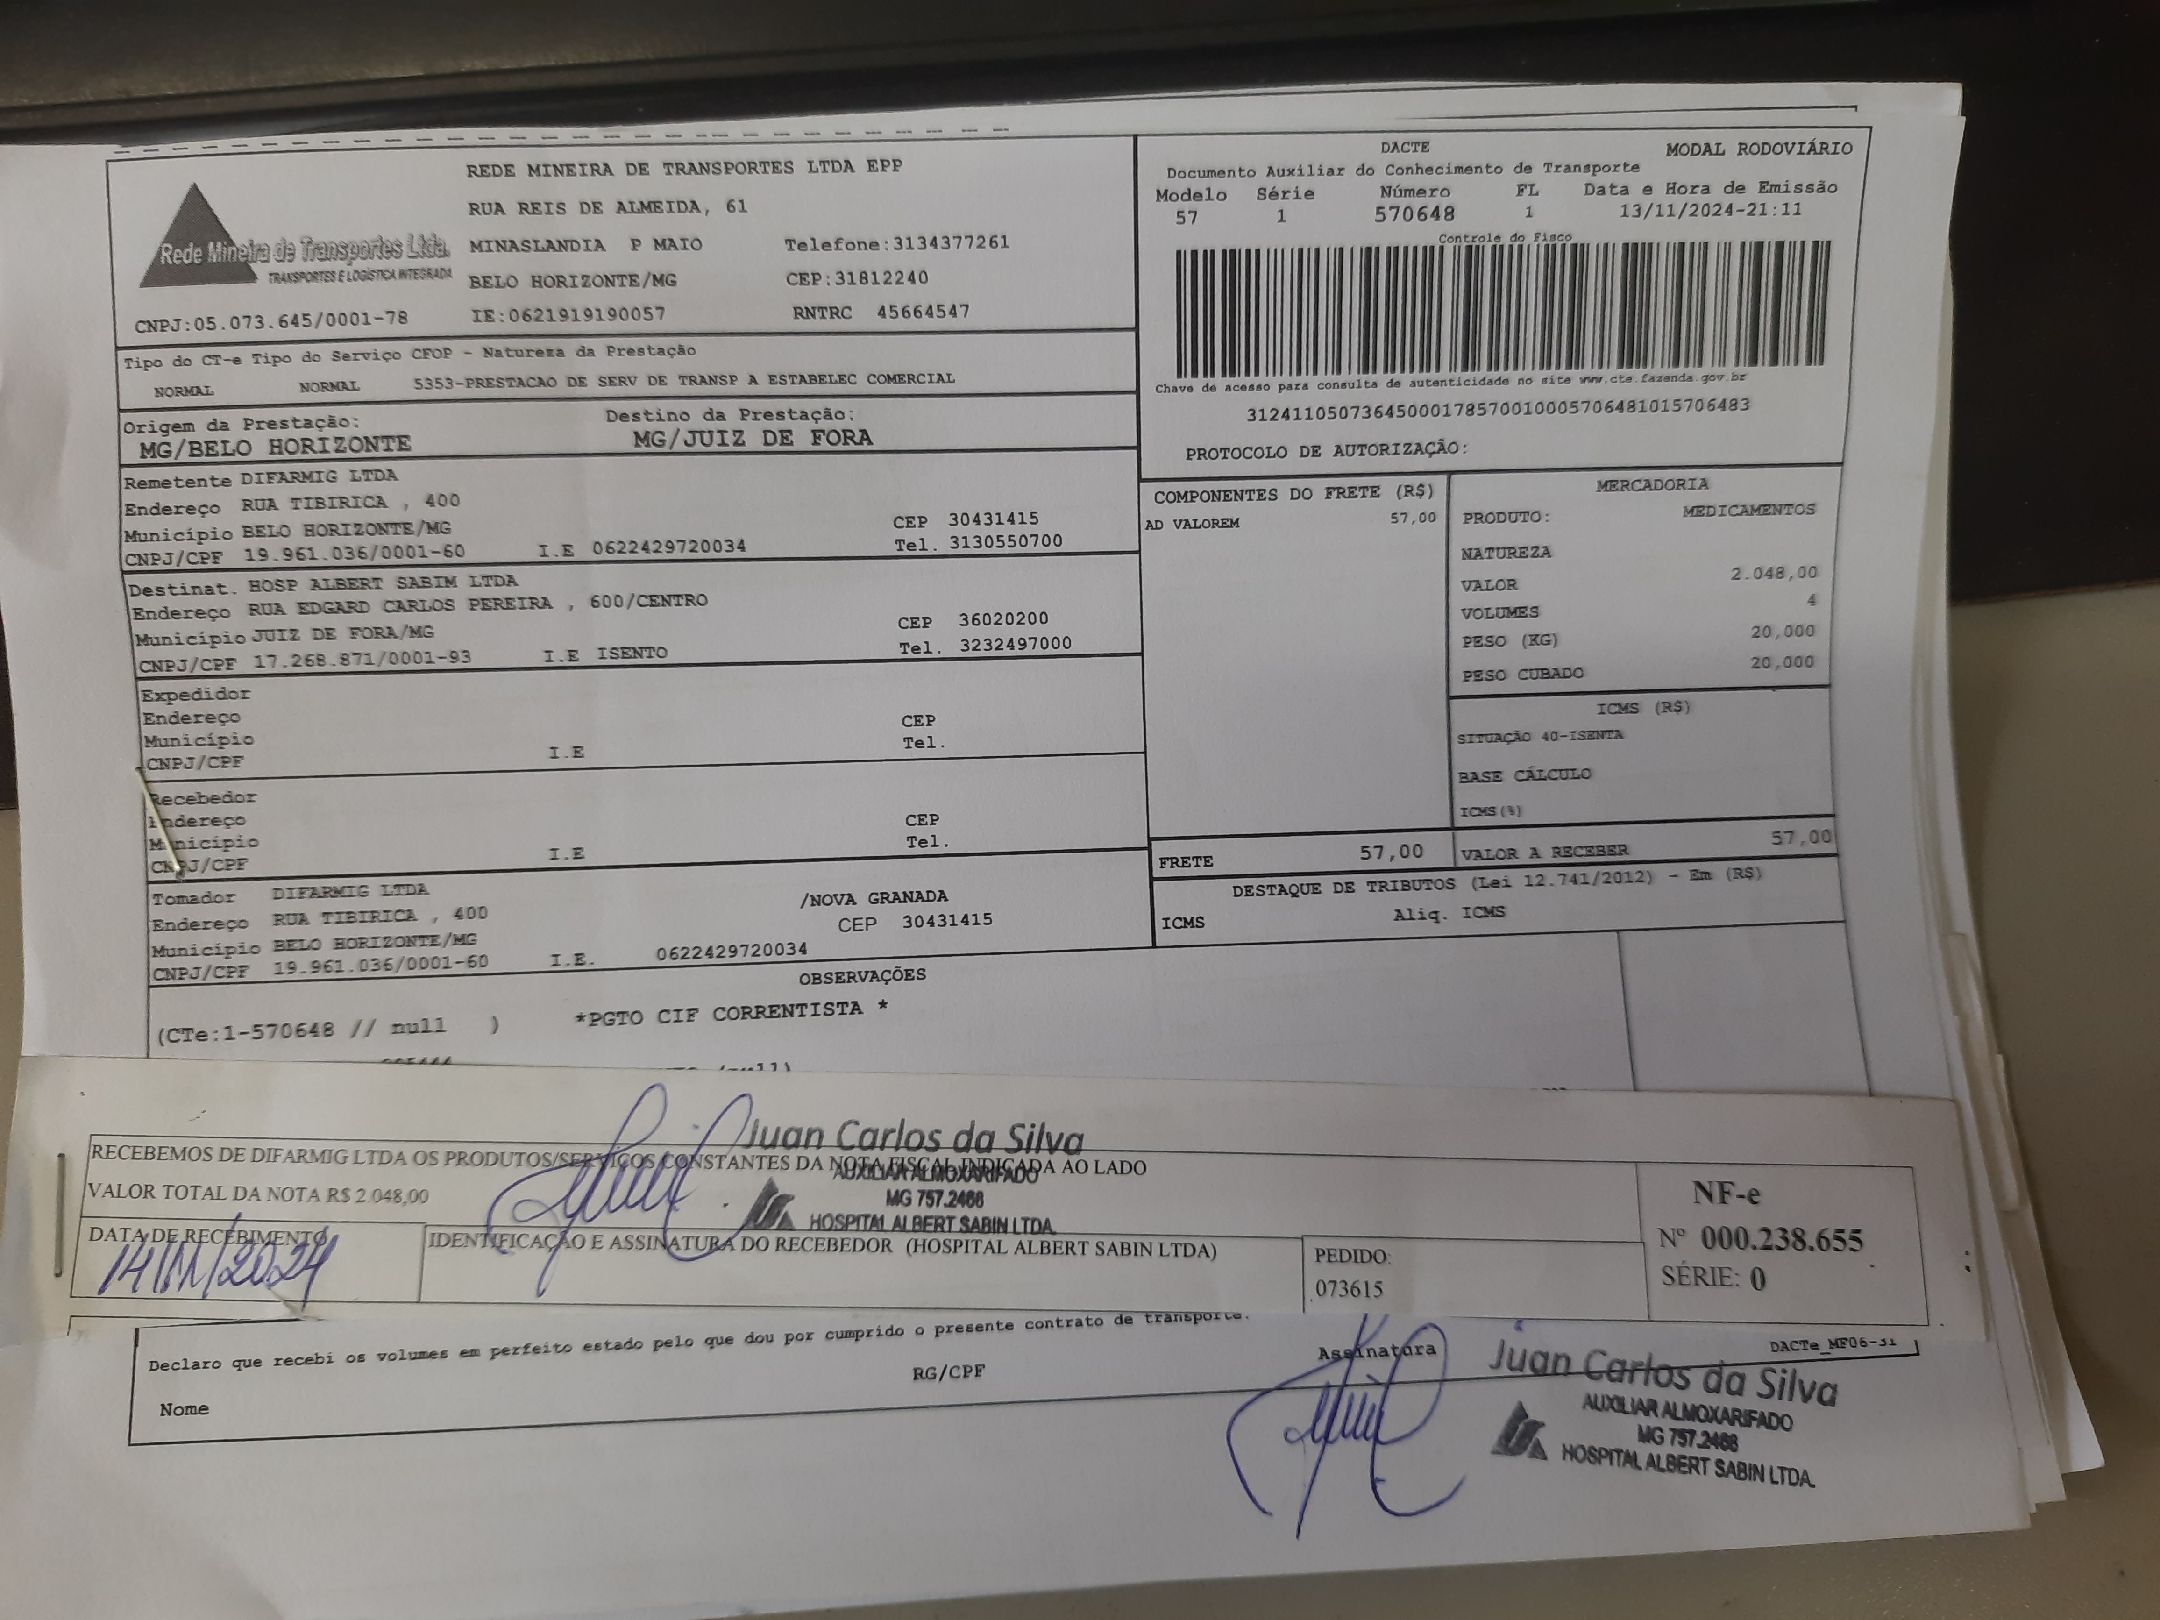 REDE MINEIRA DE TRANSPORTES LTDA EPP
RUA REIS DE ALMEIDA, 61
Rede Mineira de Transportes Ltda.
TRANSPORTES E LOGÍSTICA INTEGRADA
MINASLANDIA P MAIO Telefone:3134377261
BELO HORIZONTE/MG CEP:31812240
CNPJ:05.073.645/0001-78 IE:0621919190057 RNTRC 45664547
DACTE MODAL RODOVIÁRIO
Documento Auxiliar do Conhecimento de Transporte
Modelo Série Número FL Data e Hora de Emissão
57 1 570648 1 13/11/2024-21:11
Controle do Fisco
Chave de acesso para consulta de autenticidade no site www.cte.fazenda.gov.br
31241105073645000178570010005706481015706483
PROTOCOLO DE AUTORIZAÇÃO:
Tipo do CT-e Tipo do Serviço CFOP - Natureza da Prestação
NORMAL NORMAL 5353-PRESTACAO DE SERV DE TRANSP A ESTABELEC COMERCIAL
Origem da Prestação: Destino da Prestação:
MG/BELO HORIZONTE MG/JUIZ DE FORA
Remetente DIFARMIG LTDA
Endereço RUA TIBIRICA , 400
Município BELO HORIZONTE/MG CEP 30431415
CNPJ/CPF 19.961.036/0001-60 I.E 0622429720034 Tel. 3130550700
Destinat. HOSP ALBERT SABIM LTDA
Endereço RUA EDGARD CARLOS PEREIRA , 600/CENTRO
Município JUIZ DE FORA/MG CEP 36020200
CNPJ/CPF 17.268.871/0001-93 I.E ISENTO Tel. 3232497000
Expedidor
Endereço
Município CEP
CNPJ/CPF I.E Tel.
Recebedor
Endereço
Município CEP
CNPJ/CPF I.E Tel.
Tomador DIFARMIG LTDA /NOVA GRANADA
Endereço RUA TIBIRICA , 400 CEP 30431415
Município BELO HORIZONTE/MG
CNPJ/CPF 19.961.036/0001-60 I.E. 0622429720034
COMPONENTES DO FRETE (R$)
AD VALOREM 57,00
MERCADORIA
PRODUTO: MEDICAMENTOS
NATUREZA
VALOR 2.048,00
VOLUMES 4
PESO (KG) 20,000
PESO CUBADO 20,000
ICMS (R$)
SITUAÇÃO 40-ISENTA
BASE CÁLCULO
ICMS(%)
FRETE 57,00 VALOR A RECEBER 57,00
DESTAQUE DE TRIBUTOS (Lei 12.741/2012) - Em (R$)
ICMS Aliq. ICMS
OBSERVAÇÕES
(CTe:1-570648 // null ) *PGTO CIF CORRENTISTA *
Juan Carlos da Silva
AUXILIAR ALMOXARIFADO
MG 757.2468
HOSPITAL ALBERT SABIN LTDA.
RECEBEMOS DE DIFARMIG LTDA OS PRODUTOS/SERVIÇOS CONSTANTES DA NOTA FISCAL INDICADA AO LADO
VALOR TOTAL DA NOTA R$ 2.048,00
DATA DE RECEBIMENTO
14/11/2024
IDENTIFICAÇÃO E ASSINATURA DO RECEBEDOR (HOSPITAL ALBERT SABIN LTDA)
PEDIDO:
073615
NF-e
Nº 000.238.655
SÉRIE: 0
Declaro que recebi os volumes em perfeito estado pelo que dou por cumprido o presente contrato de transporte.
Nome RG/CPF Assinatura
DACTe_MF06-31
Juan Carlos da Silva
AUXILIAR ALMOXARIFADO
MG 757.2468
HOSPITAL ALBERT SABIN LTDA.